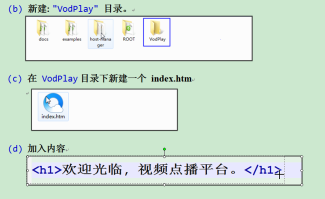 (b) 新建: "VodPlay" 目录。
docs examples host-manager ROOT VodPlay
(c) 在 VodPlay 目录下新建一个 index.htm
index.htm
(d) 加入内容
<h1>欢迎光临，视频点播平台。</h1>